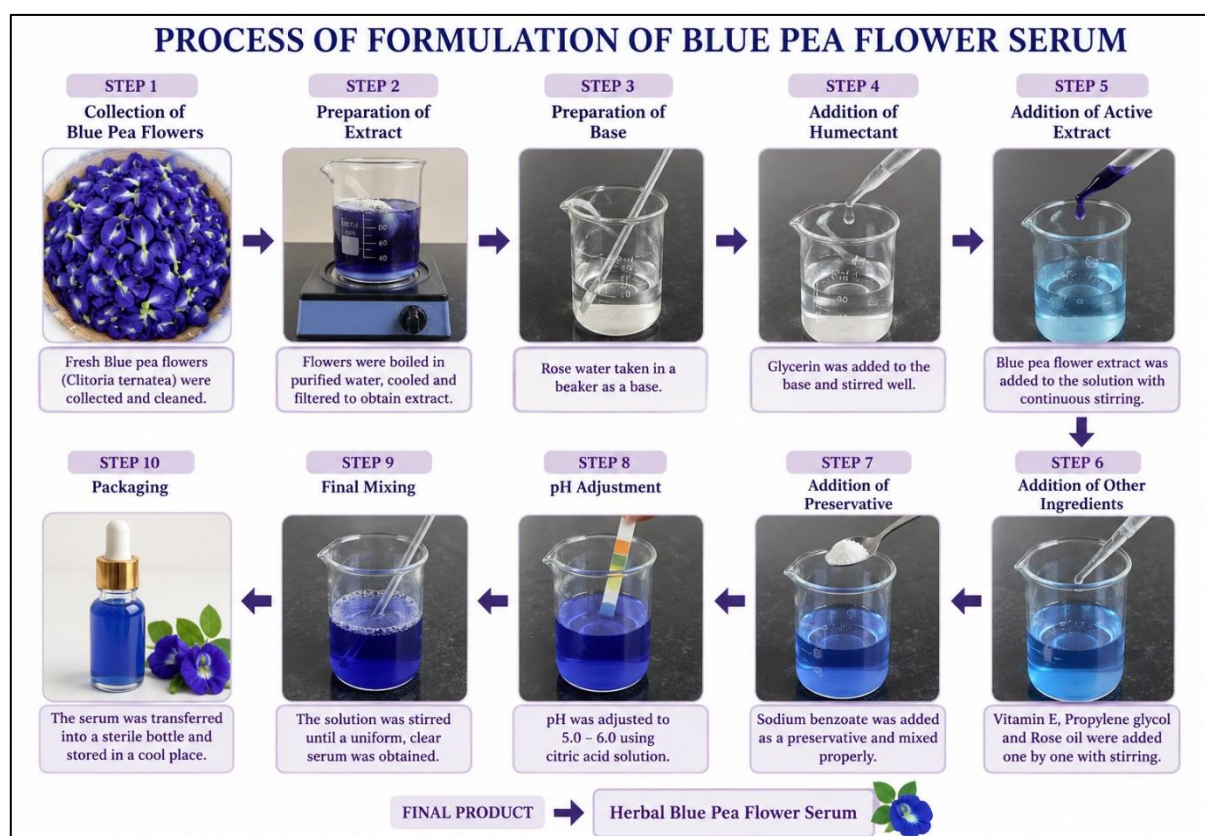 PROCESS OF FORMULATION OF BLUE PEA FLOWER SERUM
STEP 1
Collection of
Blue Pea Flowers
Fresh Blue pea flowers
(Clitoria ternatea) were
collected and cleaned.
STEP 2
Preparation of
Extract
60
40
Flowers were boiled in
purified water, cooled and
filtered to obtain extract.
STEP 3
Preparation of
Base
Rose water taken in a
beaker as a base.
STEP 4
Addition of
Humectant
Glycerin was added to the
base and stirred well.
STEP 5
Addition of Active
Extract
Blue pea flower extract was
added to the solution with
continuous stirring.
STEP 6
Addition of Other
Ingredients
Vitamin E, Propylene glycol
and Rose oil were added
one by one with stirring.
STEP 7
Addition of
Preservative
Sodium benzoate was added
as a preservative and mixed
properly.
STEP 8
pH Adjustment
pH was adjusted to
5.0 – 6.0 using
citric acid solution.
STEP 9
Final Mixing
The solution was stirred
until a uniform, clear
serum was obtained.
STEP 10
Packaging
The serum was transferred
into a sterile bottle and
stored in a cool place.
FINAL PRODUCT
Herbal Blue Pea Flower Serum